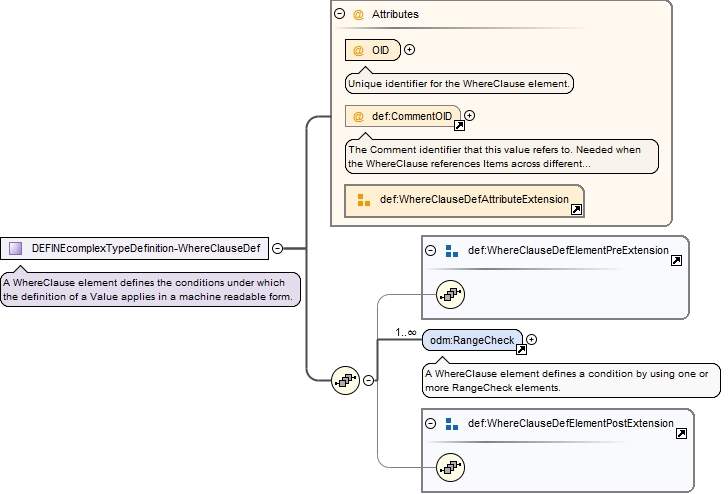 Attributes
@ OID
Unique identifier for the WhereClause element.
@ def:CommentOID
The Comment identifier that this value refers to. Needed when
the WhereClause references Items across different...
def:WhereClauseDefAttributeExtension
DEFINEcomplexTypeDefinition-WhereClauseDef
A WhereClause element defines the conditions under which
the definition of a Value applies in a machine readable form.
def:WhereClauseDefElementPreExtension
1..∞
odm:RangeCheck
A WhereClause element defines a condition by using one or
more RangeCheck elements.
def:WhereClauseDefElementPostExtension